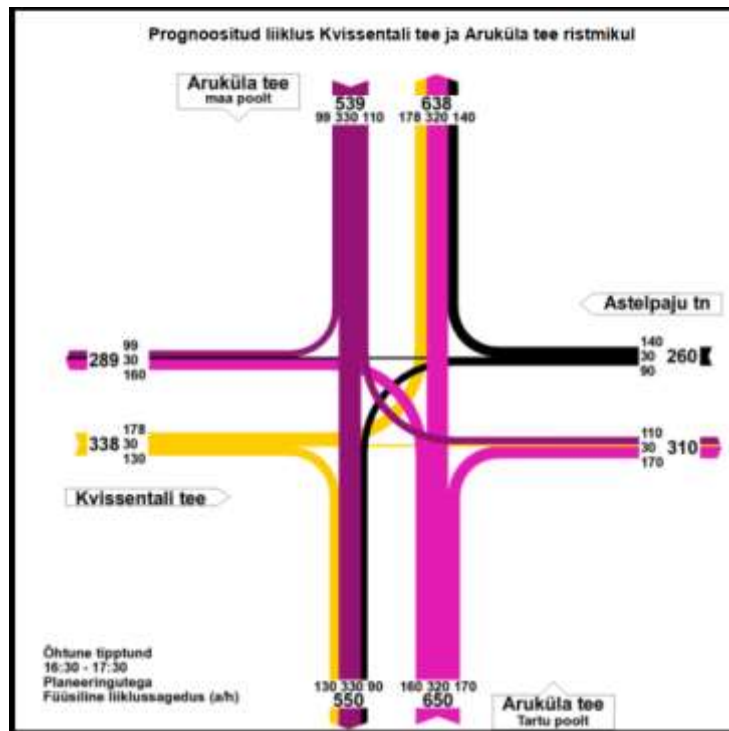 Prognoositud liiklus Kvissentali tee ja Aruküla tee ristmikul
Aruküla tee
maa poolt
539
99 330 110
638
178 320 140
Astelpaju tn
99
289 30
160
140
30 260
90
178
338 30
130
110
30 310
170
Kvissentali tee
Õhtune tipptund
16:30 - 17:30
Planeeringutega
Füüsiline liiklussagedus (a/h)
130 330 90
550
160 320 170
650
Aruküla tee
Tartu poolt